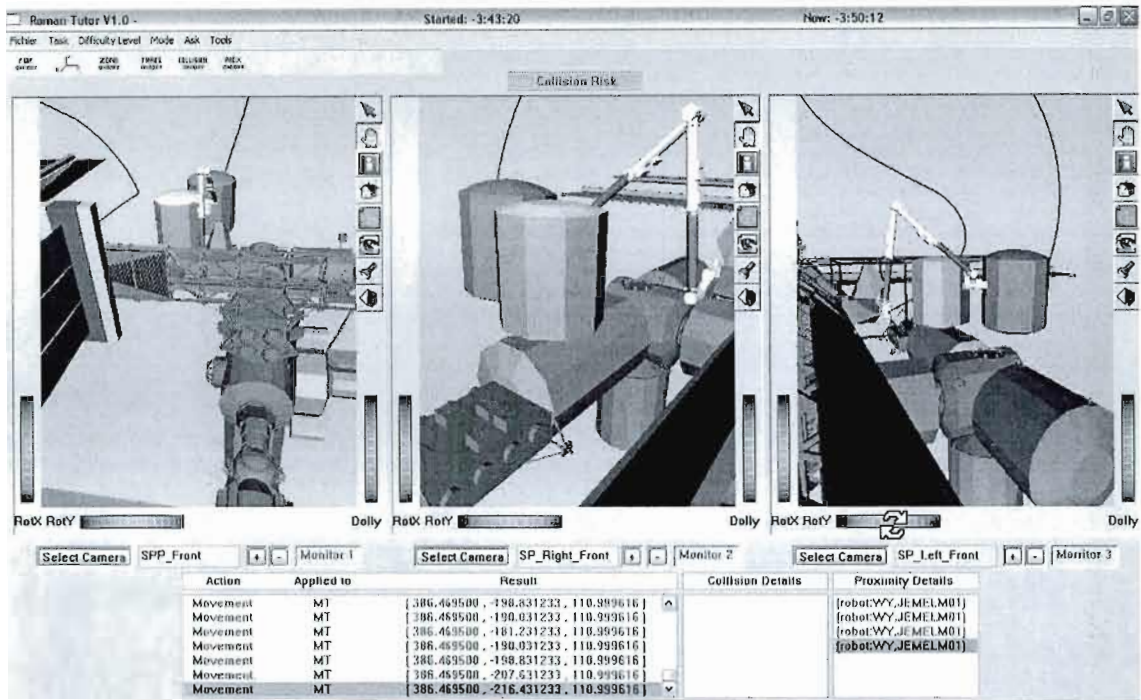 Roman Tutor V1.0 - Started: -3:43:20 Now: -3:50:12
Fichier Task Difficulty Level Mode Ask Tools
Collision Risk
RotX RotY Dolly RotX RotY Dolly RotX RotY Dolly
Select Camera SPP_Front + - Monitor 1 Select Camera SP_Right_Front + - Monitor 2 Select Camera SP_Left_Front + - Monitor 3
Action Applied to Result Collision Details Proximity Details
Movement MT [ 386.469500 , -198.831233 , 110.999616 ] (robot:WY,JEMELM01)
Movement MT [ 386.469500 , -190.031233 , 110.999616 ] (robot:WY,JEMELM01)
Movement MT [ 386.469500 , -181.231233 , 110.999616 ] (robot:WY,JEMELM01)
Movement MT [ 386.469500 , -190.031233 , 110.999616 ] (robot:WY,JEMELM01)
Movement MT [ 386.469500 , -198.831233 , 110.999616 ]
Movement MT [ 386.469500 , -207.631233 , 110.999616 ]
Movement MT [ 386.469500 , -216.431233 , 110.999616 ]